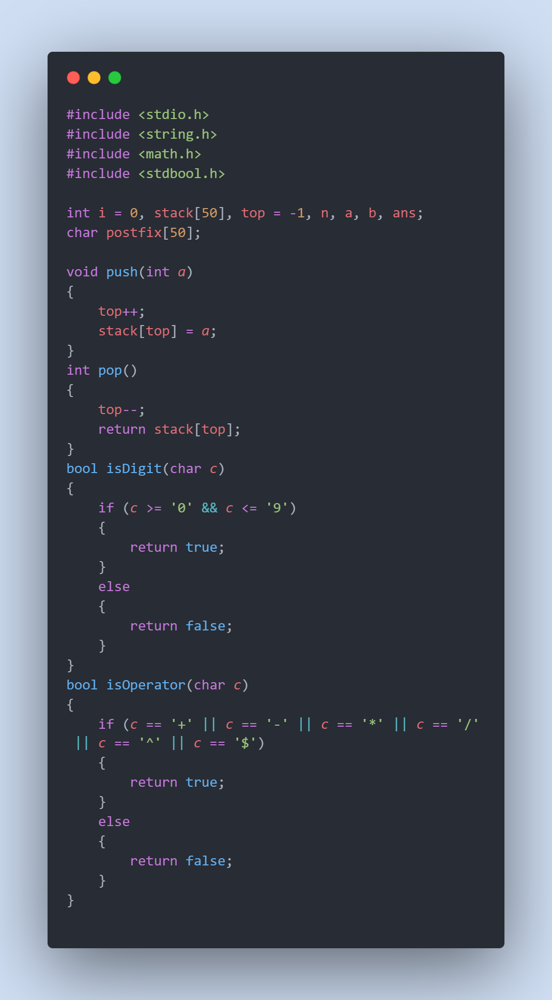 #include <stdio.h>
#include <string.h>
#include <math.h>
#include <stdbool.h>

int i = 0, stack[50], top = -1, n, a, b, ans;
char postfix[50];

void push(int a)
{
    top++;
    stack[top] = a;
}
int pop()
{
    top--;
    return stack[top];
}
bool isDigit(char c)
{
    if (c >= '0' && c <= '9')
    {
        return true;
    }
    else
    {
        return false;
    }
}
bool isOperator(char c)
{
    if (c == '+' || c == '-' || c == '*' || c == '/'
 || c == '^' || c == '$')
    {
        return true;
    }
    else
    {
        return false;
    }
}